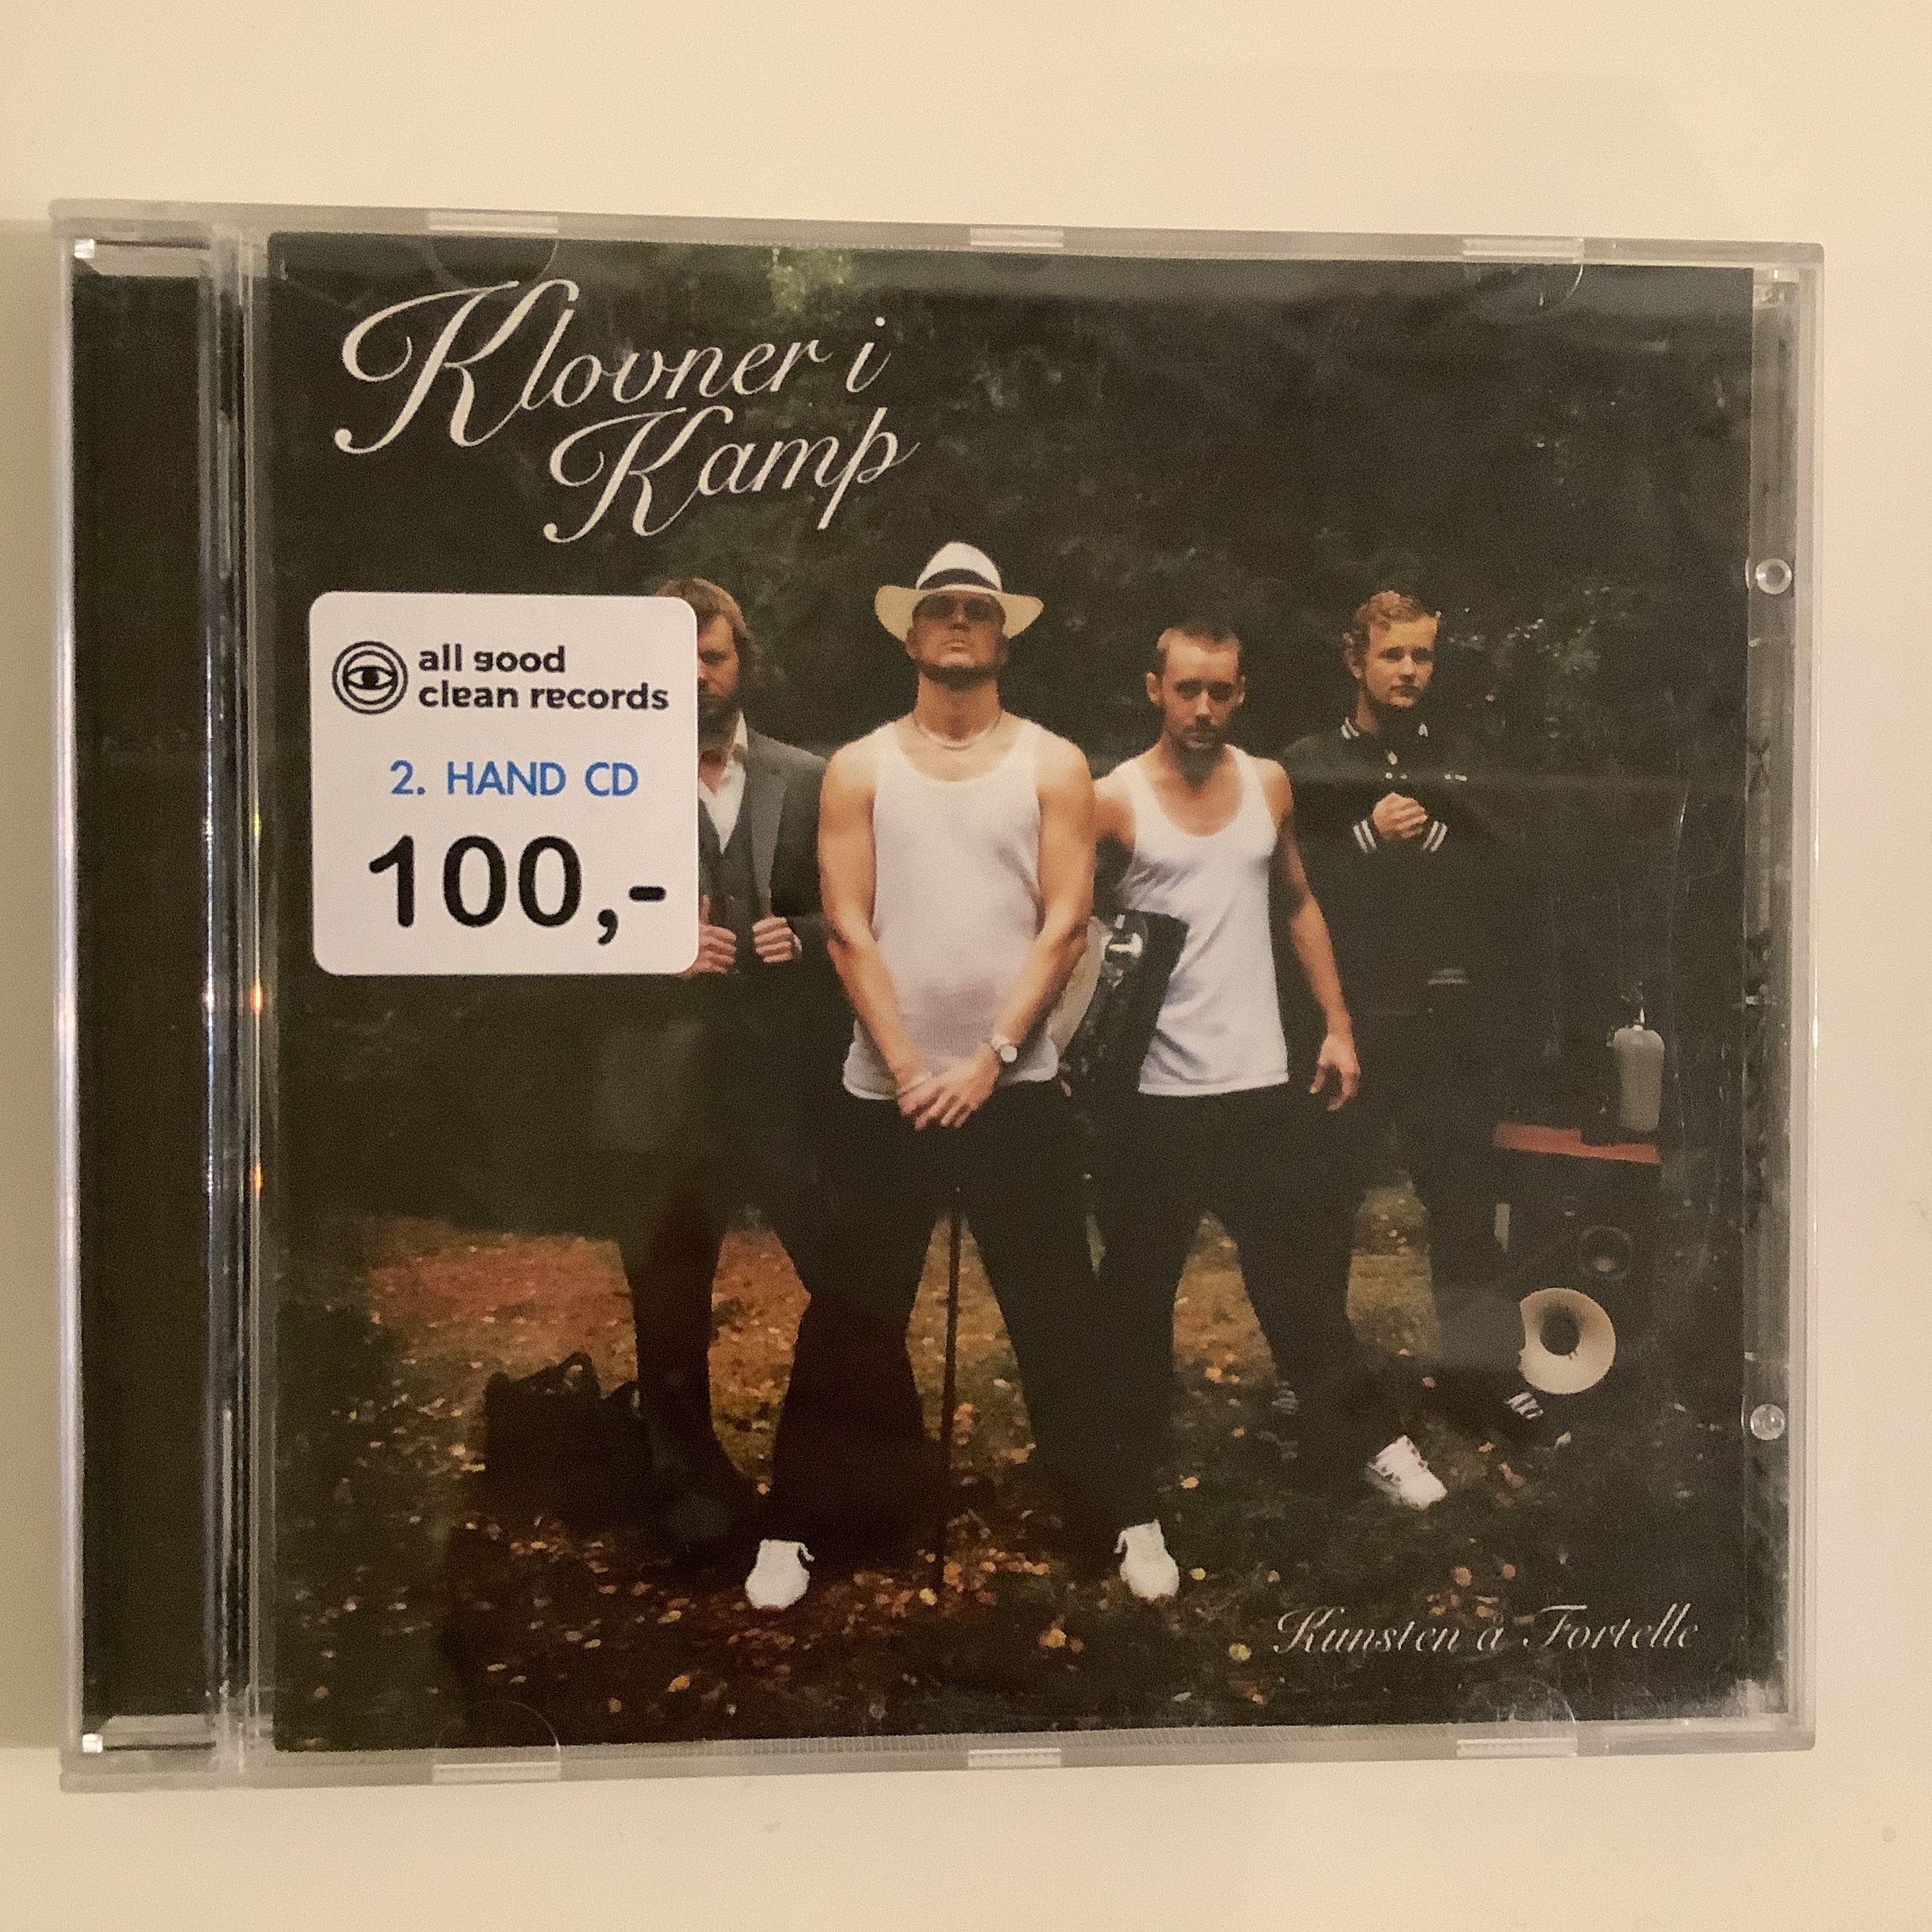 Klovner i
Kamp
all good
clean records
2. HAND CD
100,-
Kunsten å Fortelle